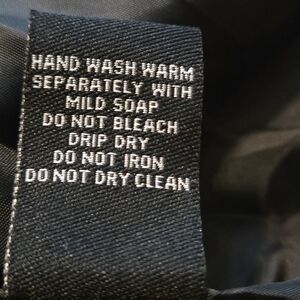 HAND WASH WARM
SEPARATELY WITH
MILD SOAP
DO NOT BLEACH
DRIP DRY
DO NOT IRON
DO NOT DRY CLEAN